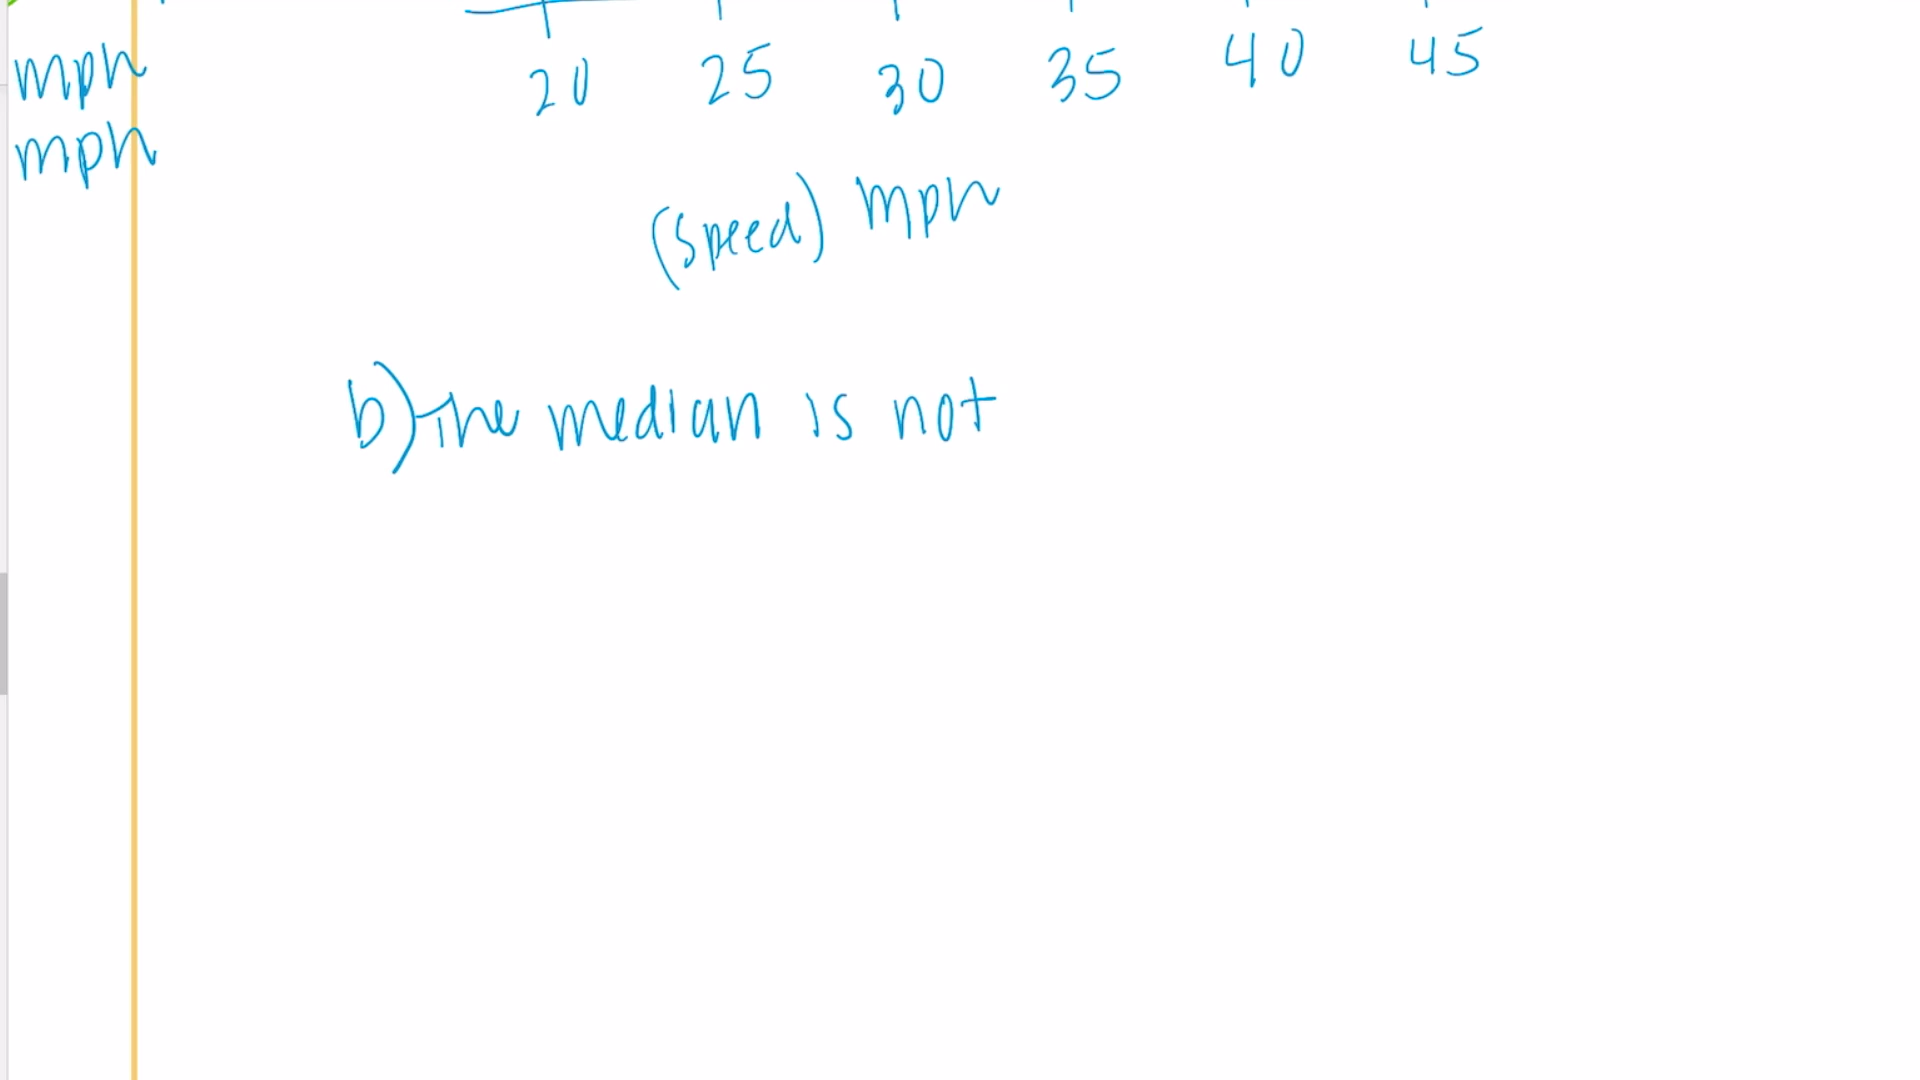 mph
mph
20 25 30 35 40 45
(speed) mph
b) The median is not